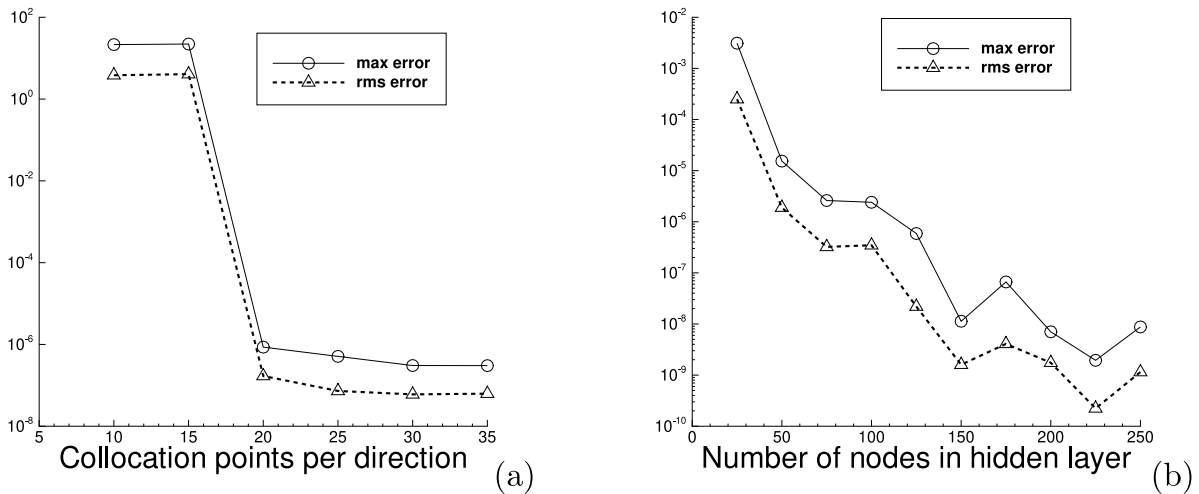 10^2
10^0
10^-2
10^-4
10^-6
10^-8
max error
rms error
5 10 15 20 25 30 35
Collocation points per direction
(a)
10^-2
10^-3
10^-4
10^-5
10^-6
10^-7
10^-8
10^-9
10^-10
max error
rms error
0 50 100 150 200 250
Number of nodes in hidden layer
(b)